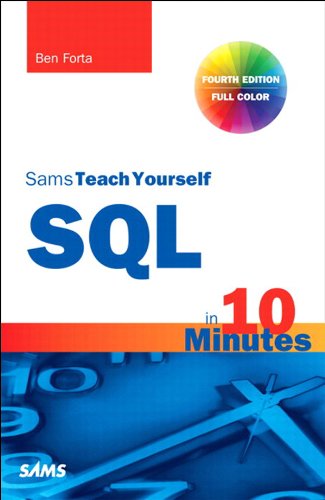 Ben Forta
FOURTH EDITION
FULL COLOR
Sams Teach Yourself
SQL
in 10
Minutes
SAMS